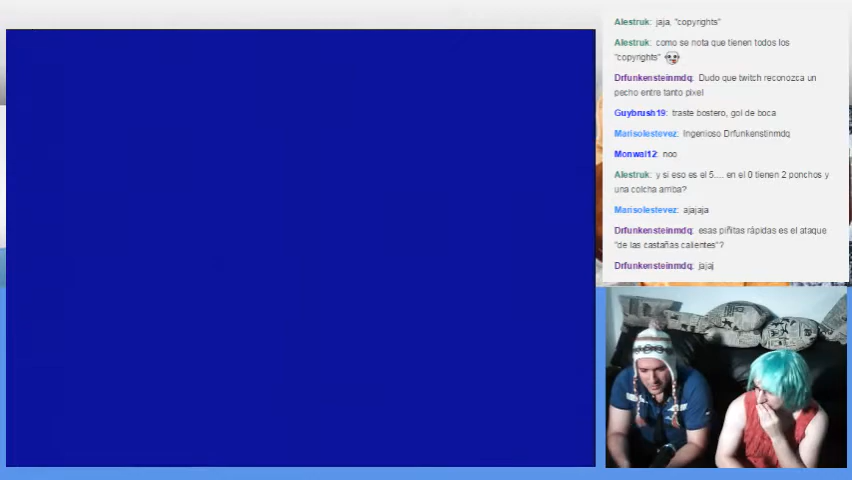 Alestruk: jaja, "copyrights"
Alestruk: como se nota que tienen todos los
"copyrights"
Drfunkensteinmdq: Dudo que twitch reconozca un
pecho entre tanto pixel
Guybrush19: traste bostero, gol de boca
Marisolestevez: Ingenioso Drfunkenstinmdq
Monwal12: noo
Alestruk: y si eso es el 5.... en el 0 tienen 2 ponchos y
una colcha arriba?
Marisolestevez: ajajaja
Drfunkensteinmdq: esas piñitas rápidas es el ataque
"de las castañas calientes"?
Drfunkensteinmdq: jajaj